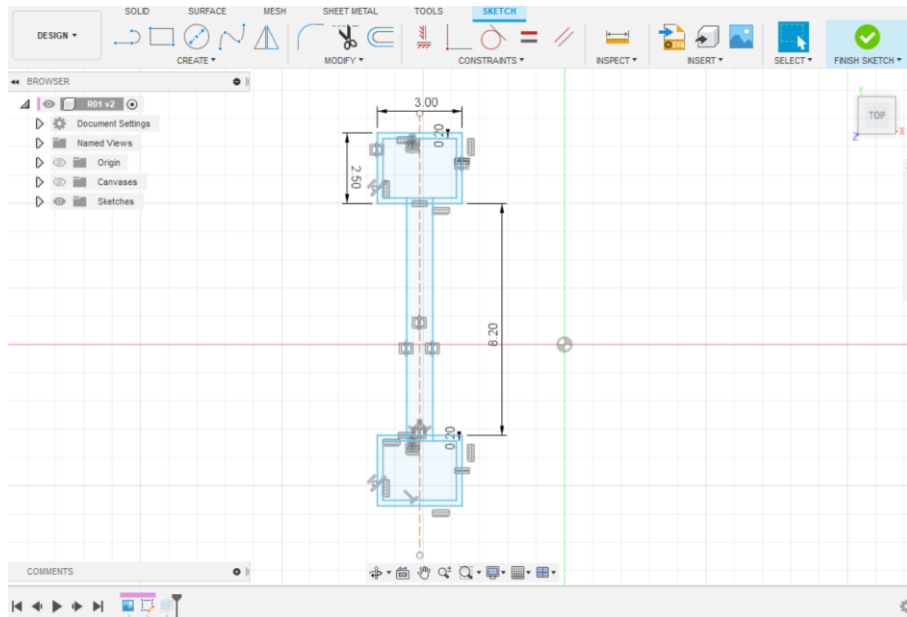 SOLID SURFACE MESH SHEET METAL TOOLS SKETCH
DESIGN
CREATE MODIFY CONSTRAINTS INSPECT INSERT SELECT FINISH SKETCH
BROWSER
R01 v2
Document Settings
Named Views
Origin
Canvases
Sketches
Y
TOP
X
Z
3.00
0.20
2.50
8.20
0.20
COMMENTS